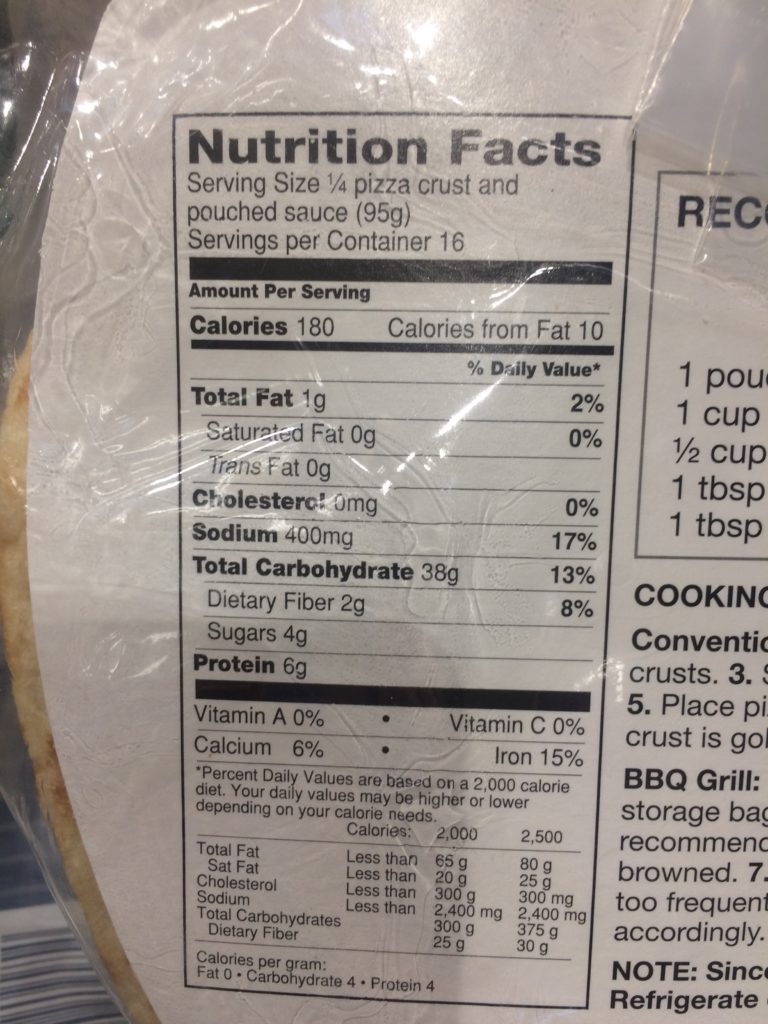 Nutrition Facts
Serving Size ¼ pizza crust and
pouched sauce (95g)
Servings per Container 16
Amount Per Serving
Calories 180 Calories from Fat 10
% Daily Value*
Total Fat 1g 2%
Saturated Fat 0g 0%
Trans Fat 0g
Cholesterol 0mg 0%
Sodium 400mg 17%
Total Carbohydrate 38g 13%
Dietary Fiber 2g 8%
Sugars 4g
Protein 6g
Vitamin A 0% • Vitamin C 0%
Calcium 6% • Iron 15%
*Percent Daily Values are based on a 2,000 calorie
diet. Your daily values may be higher or lower
depending on your calorie needs.
Calories: 2,000 2,500
Total Fat Less than 65 g 80 g
Sat Fat Less than 20 g 25 g
Cholesterol Less than 300 g 300 mg
Sodium Less than 2,400 mg 2,400 mg
Total Carbohydrates 300 g 375 g
Dietary Fiber 25 g 30 g
Calories per gram:
Fat 0 • Carbohydrate 4 • Protein 4
REC
1 pou
1 cup
½ cup
1 tbsp
1 tbsp
COOKING
Conventio
crusts. 3. S
5. Place pi
crust is gol
BBQ Grill:
storage bag
recommend
browned. 7.
too frequent
accordingly.
NOTE: Since
Refrigerate